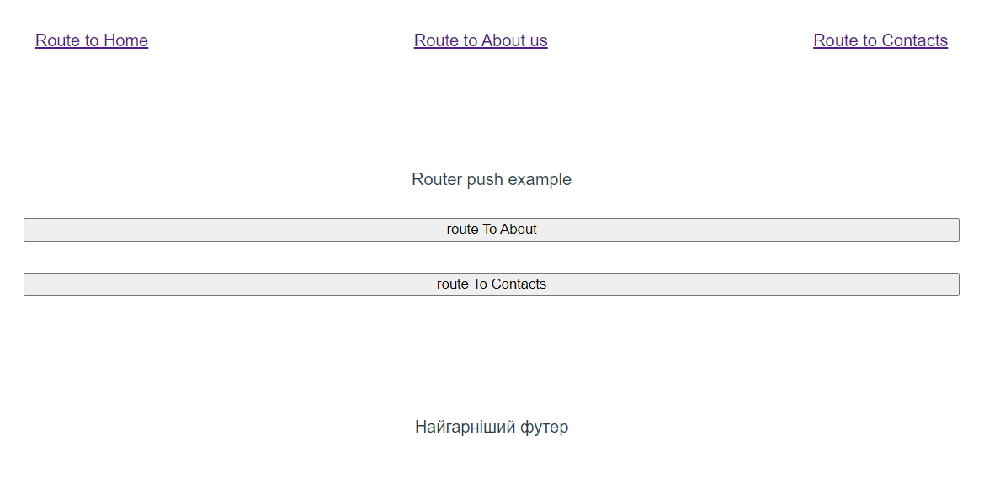 Route to Home
Route to About us
Route to Contacts
Router push example
route To About
route To Contacts
Найгарніший футер